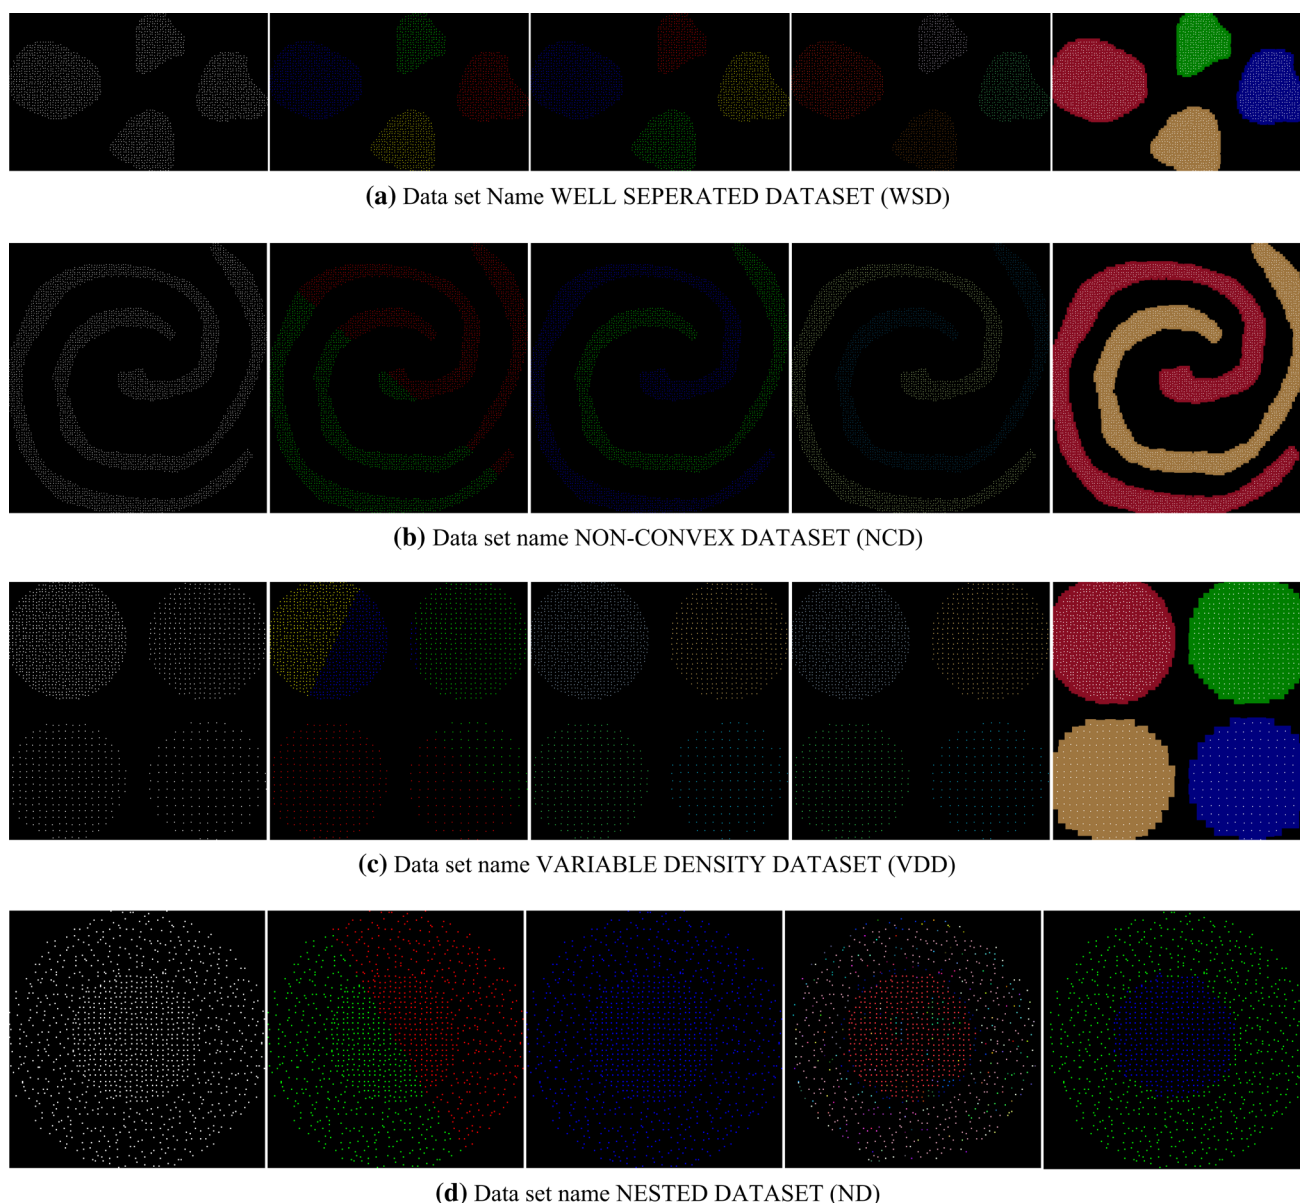 (a) Data set Name WELL SEPERATED DATASET (WSD)
(b) Data set name NON-CONVEX DATASET (NCD)
(c) Data set name VARIABLE DENSITY DATASET (VDD)
(d) Data set name NESTED DATASET (ND)